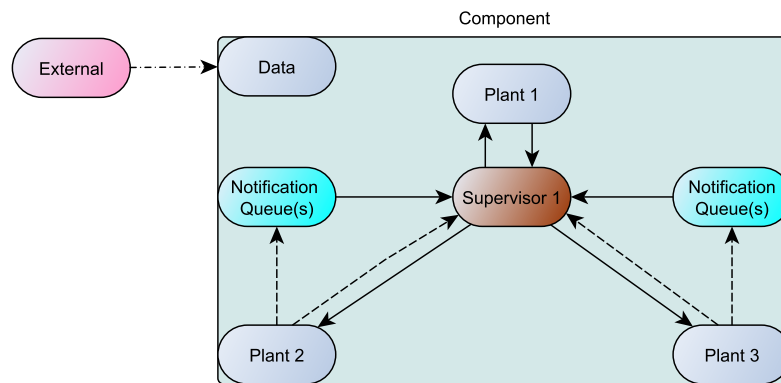 Component
External
Data
Plant 1
Notification
Queue(s)
Supervisor 1
Notification
Queue(s)
Plant 2
Plant 3